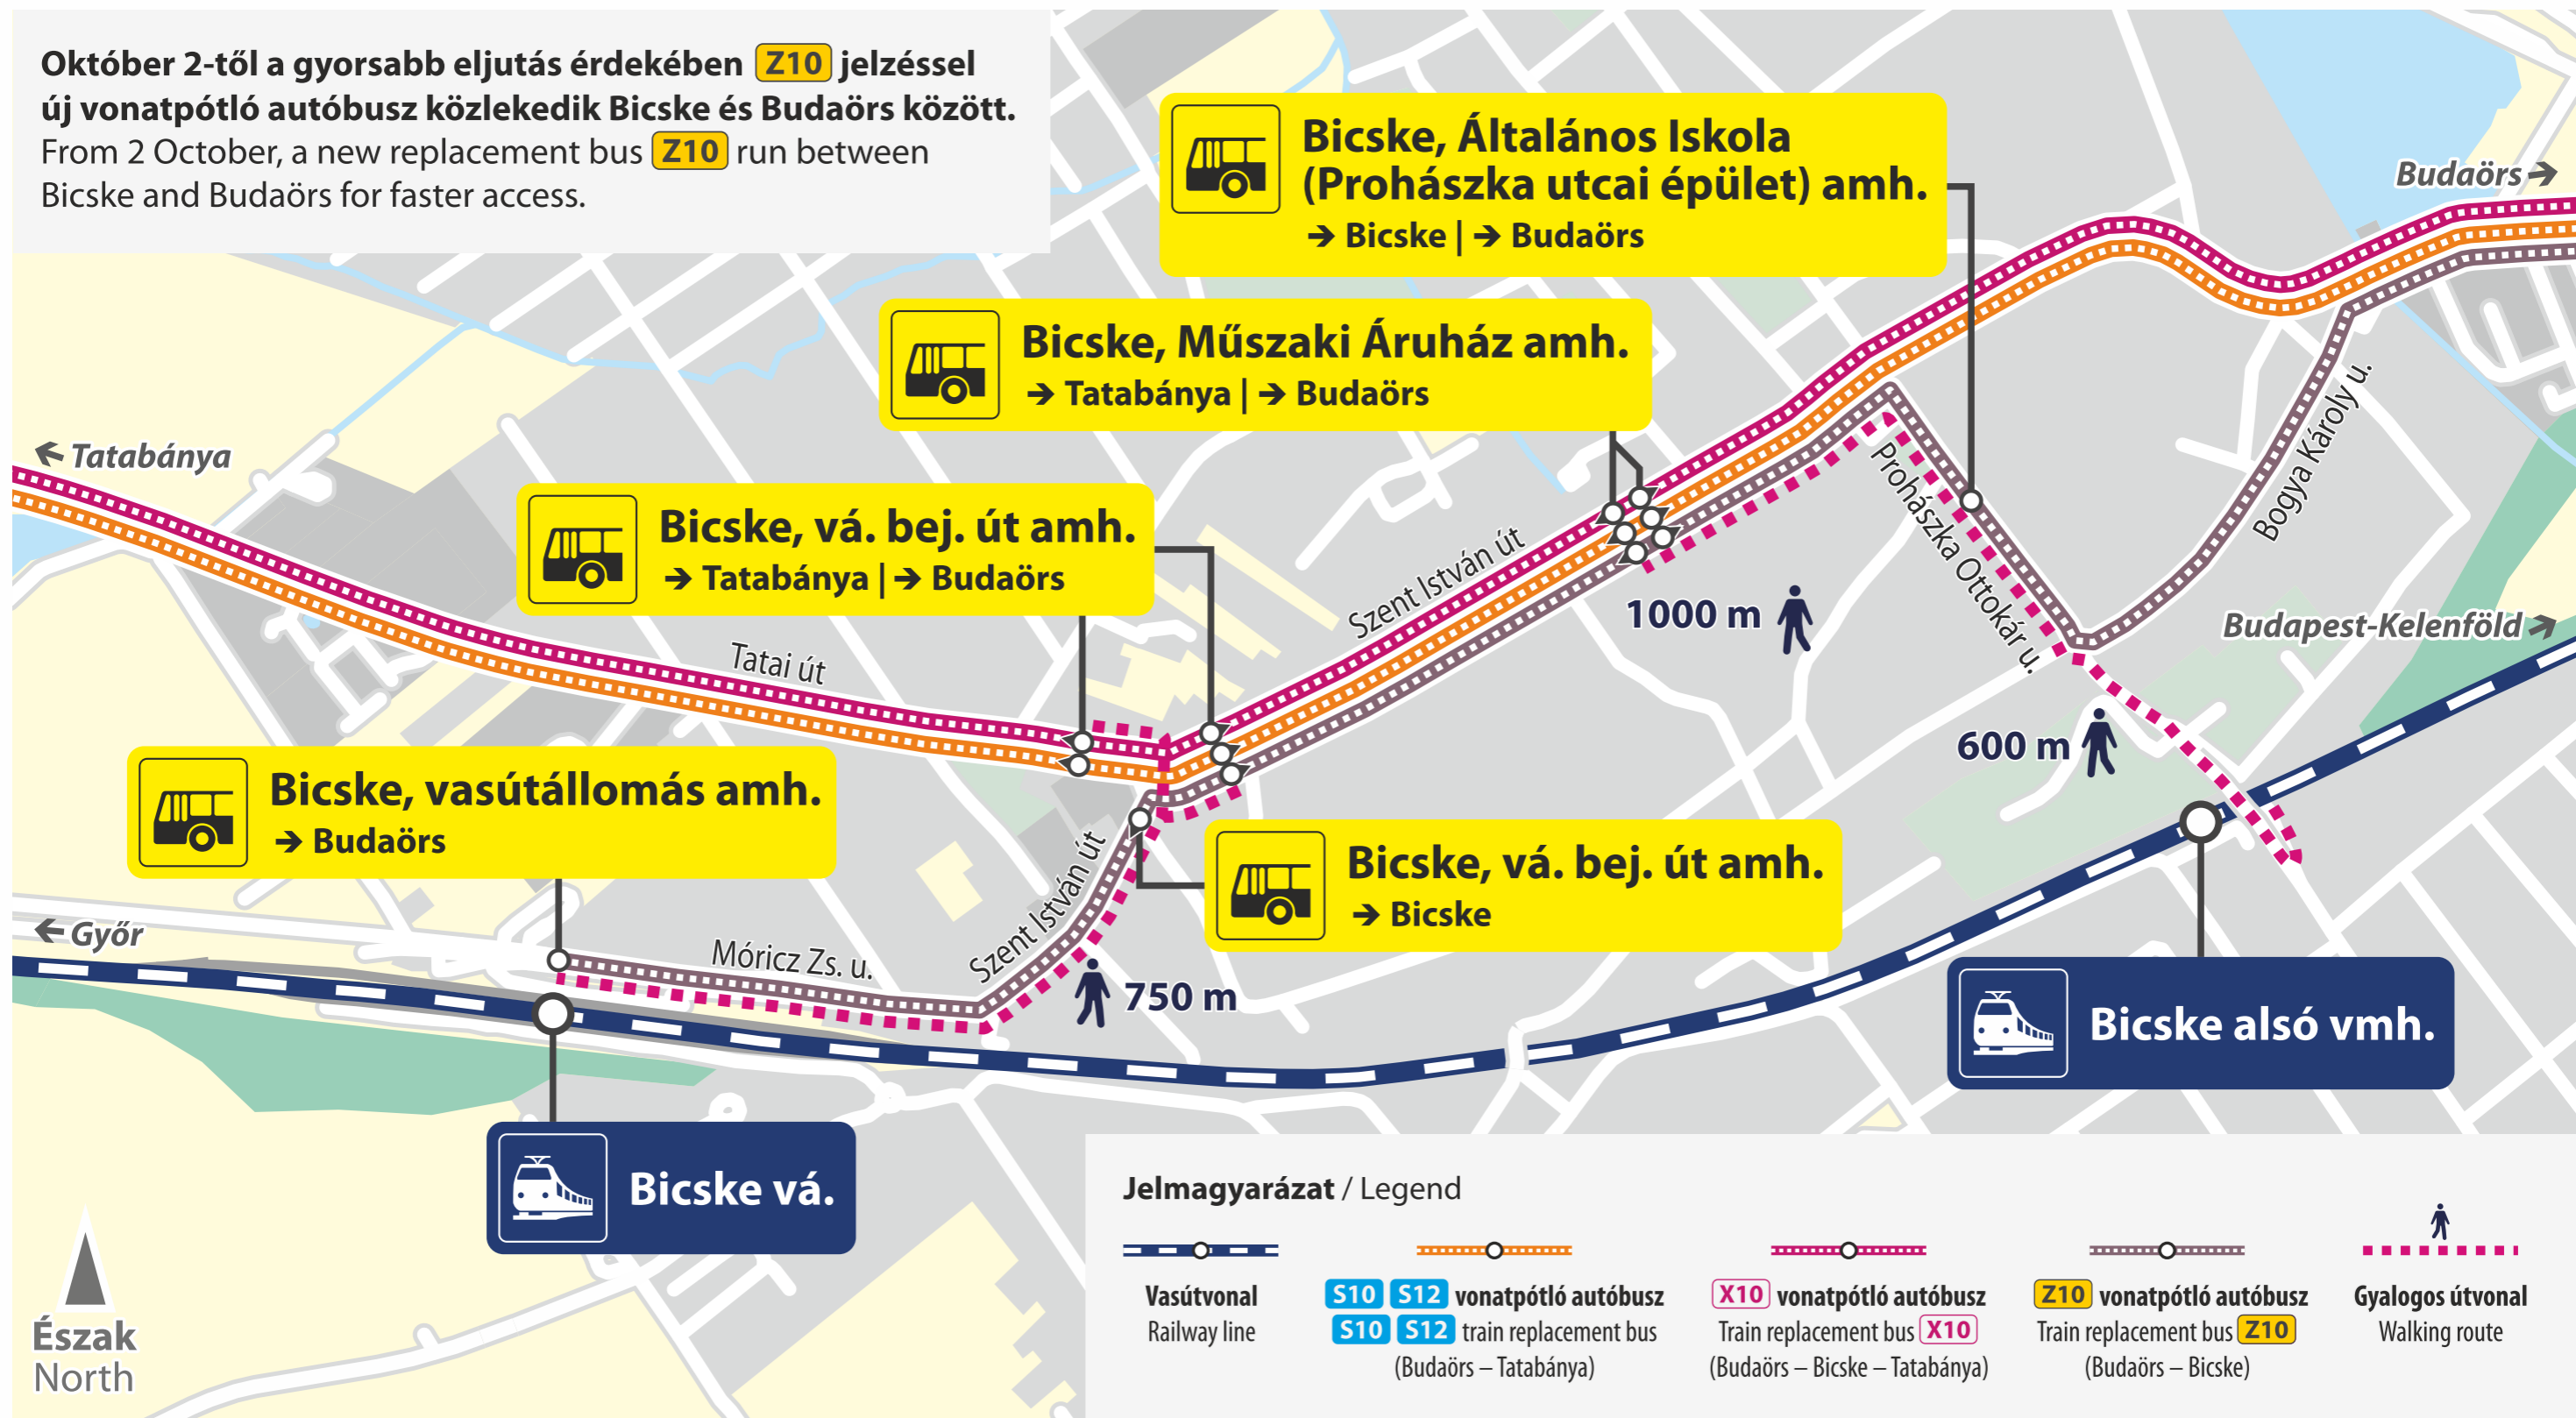 Október 2-től a gyorsabb eljutás érdekében Z10 jelzéssel
új vonatpótló autóbusz közlekedik Bicske és Budaörs között.
From 2 October, a new replacement bus Z10 run between
Bicske and Budaörs for faster access.
Bicske, Általános Iskola
(Prohászka utcai épület) amh.
→ Bicske | → Budaörs
Budaörs →
Bicske, Műszaki Áruház amh.
→ Tatabánya | → Budaörs
← Tatabánya
Bicske, vá. bej. út amh.
→ Tatabánya | → Budaörs
Szent István út
Prohászka Ottokár u.
Bogya Károly u.
1000 m
Budapest-Kelenföld →
Tatai út
600 m
Bicske, vasútállomás amh.
→ Budaörs
Bicske, vá. bej. út amh.
→ Bicske
Szent István út
← Győr
Móricz Zs. u.
750 m
Bicske alsó vmh.
Bicske vá.
Észak
North
Jelmagyarázat / Legend
Vasútvonal
Railway line
S10 S12 vonatpótló autóbusz
S10 S12 train replacement bus
(Budaörs – Tatabánya)
X10 vonatpótló autóbusz
Train replacement bus X10
(Budaörs – Bicske – Tatabánya)
Z10 vonatpótló autóbusz
Train replacement bus Z10
(Budaörs – Bicske)
Gyalogos útvonal
Walking route